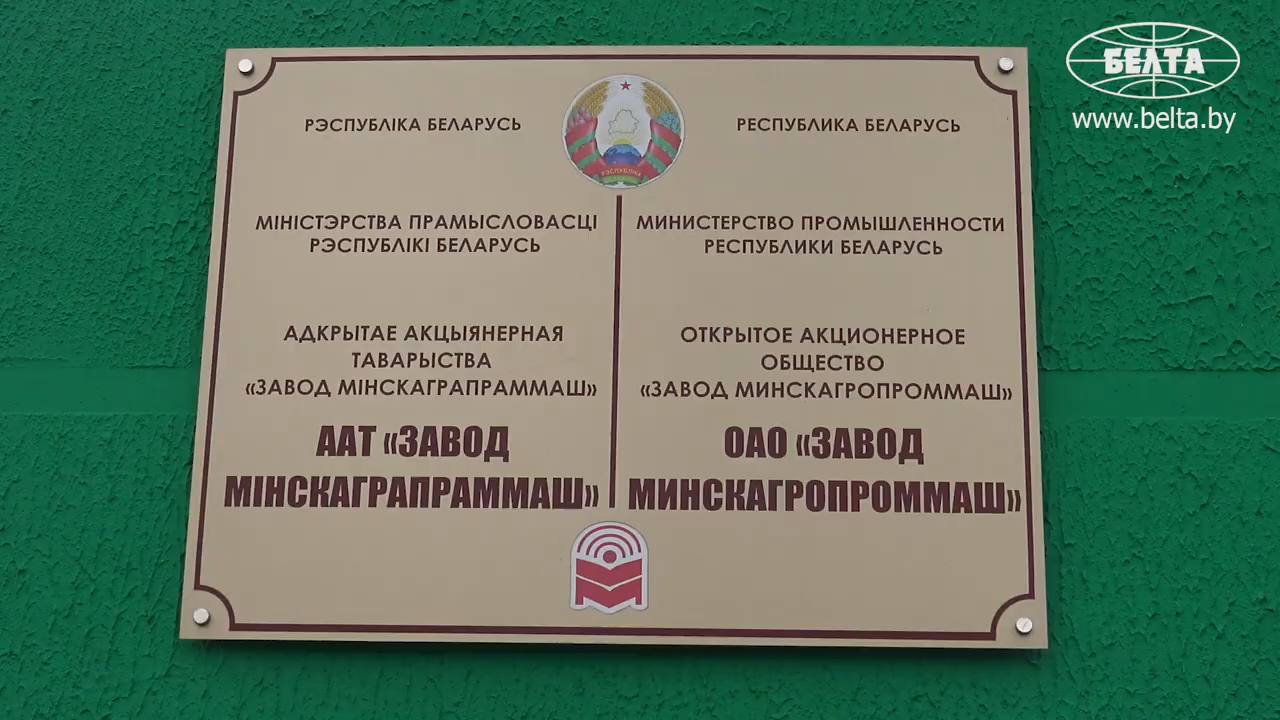 БЕЛТА
www.belta.by
РЭСПУБЛІКА БЕЛАРУСЬ
МІНІСТЭРСТВА ПРАМЫСЛОВАСЦІ
РЭСПУБЛІКІ БЕЛАРУСЬ
АДКРЫТАЕ АКЦЫЯНЕРНАЯ
ТАВАРЫСТВА
«ЗАВОД МІНСКАГРАПРАММАШ»
ААТ «ЗАВОД
МІНСКАГРАПРАММАШ»
РЕСПУБЛИКА БЕЛАРУСЬ
МИНИСТЕРСТВО ПРОМЫШЛЕННОСТИ
РЕСПУБЛИКИ БЕЛАРУСЬ
ОТКРЫТОЕ АКЦИОНЕРНОЕ
ОБЩЕСТВО
«ЗАВОД МИНСКАГРОПРОММАШ»
ОАО «ЗАВОД
МИНСКАГРОПРОММАШ»
РЭСПУБЛІКА